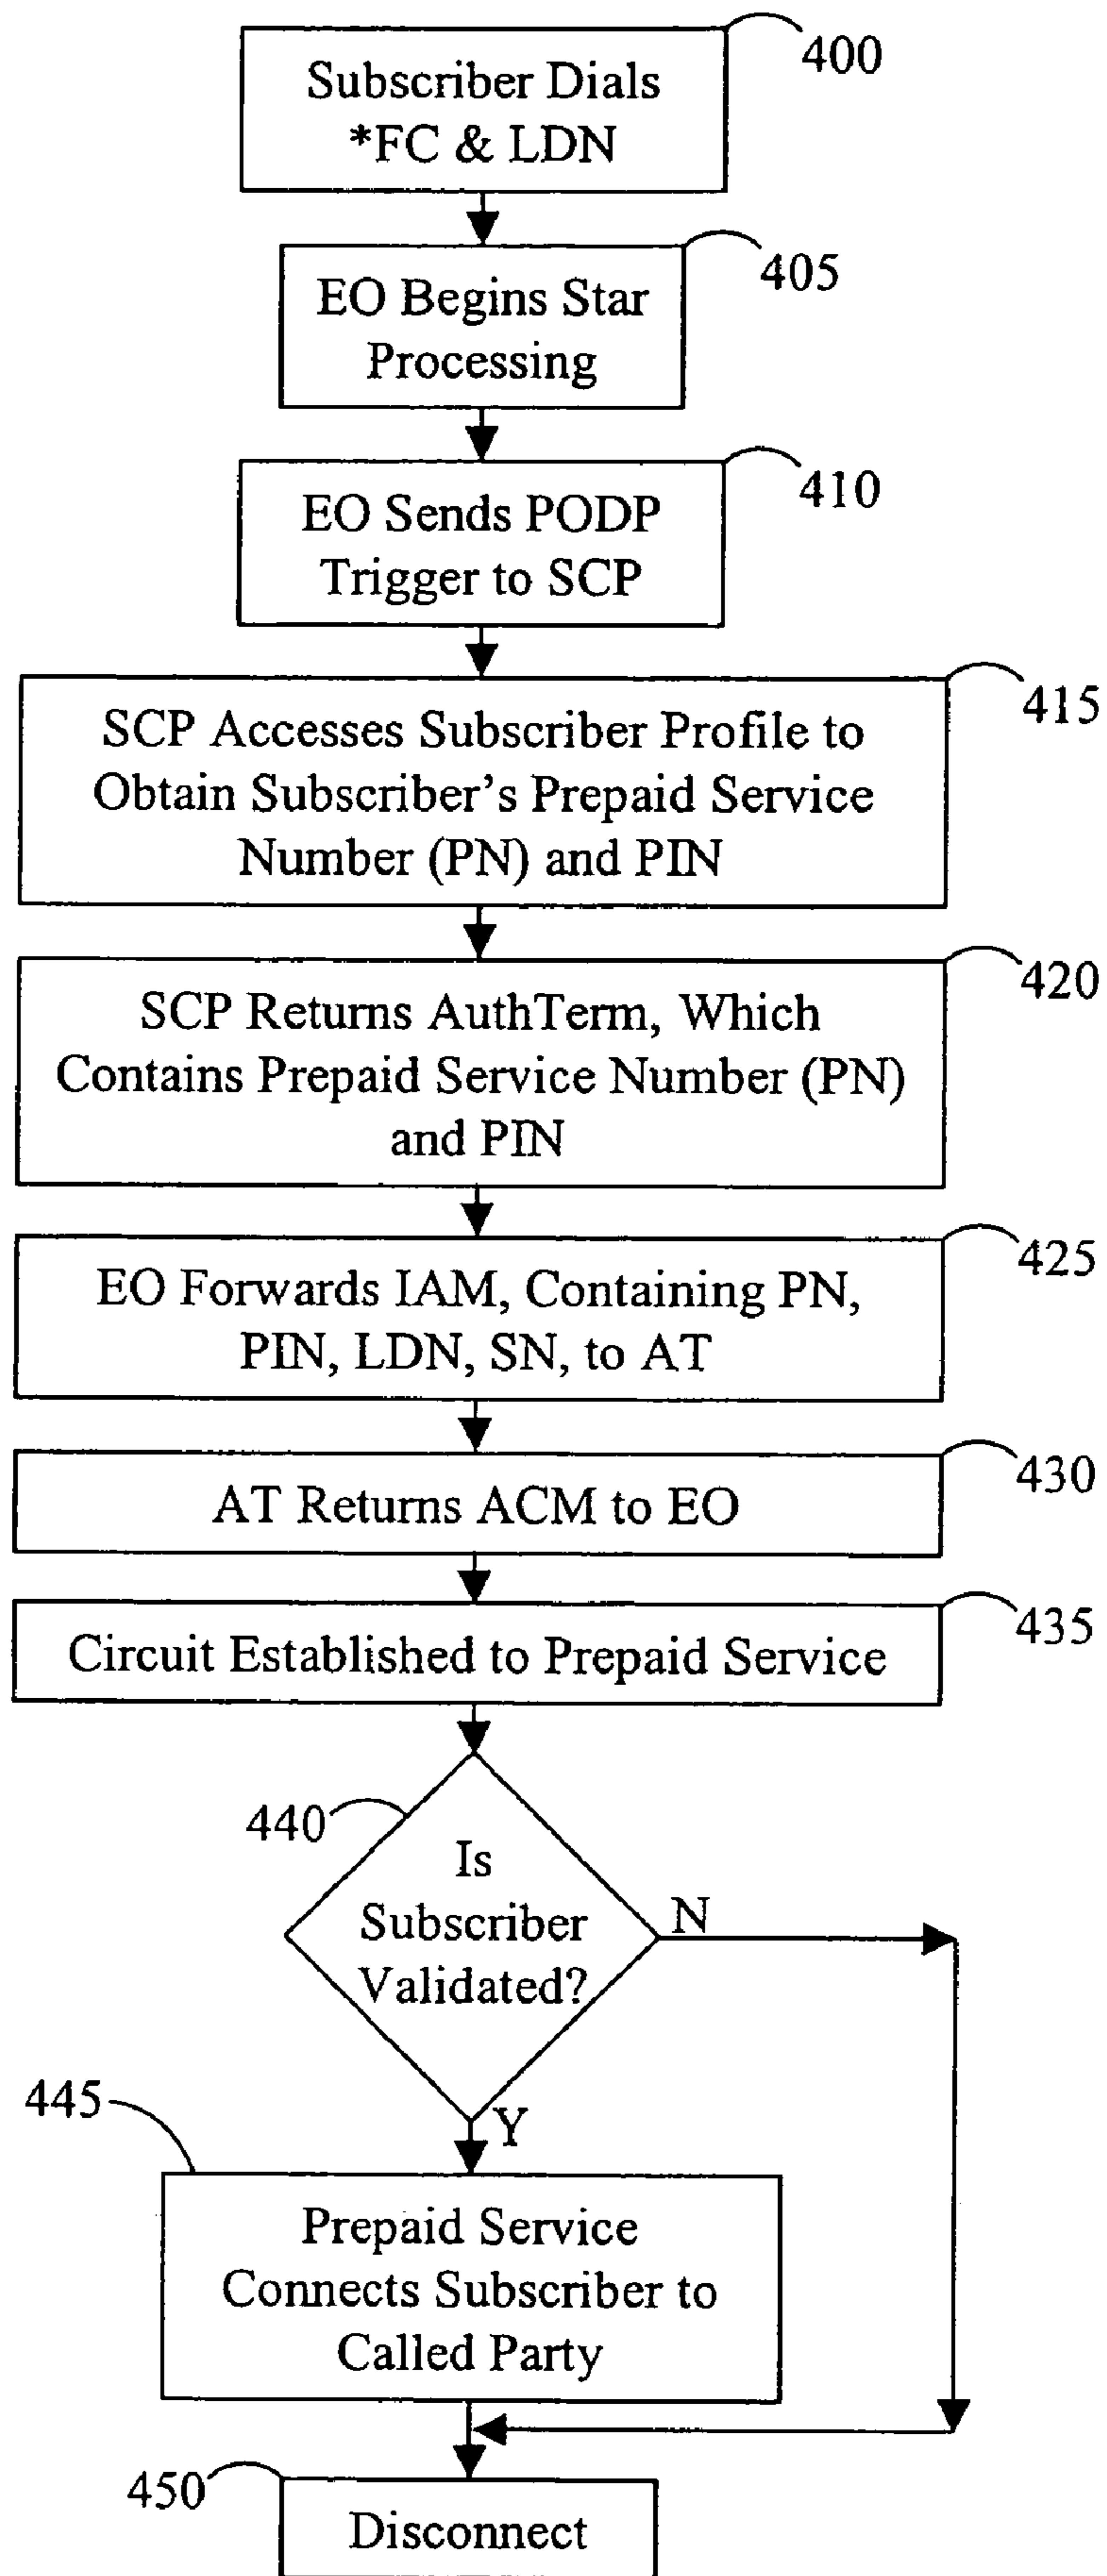 400
Subscriber Dials
*FC & LDN
405
EO Begins Star
Processing
410
EO Sends PODP
Trigger to SCP
415
SCP Accesses Subscriber Profile to
Obtain Subscriber's Prepaid Service
Number (PN) and PIN
420
SCP Returns AuthTerm, Which
Contains Prepaid Service Number (PN)
and PIN
425
EO Forwards IAM, Containing PN,
PIN, LDN, SN, to AT
430
AT Returns ACM to EO
435
Circuit Established to Prepaid Service
440
Is
Subscriber
Validated?
N
Y
445
Prepaid Service
Connects Subscriber to
Called Party
450
Disconnect